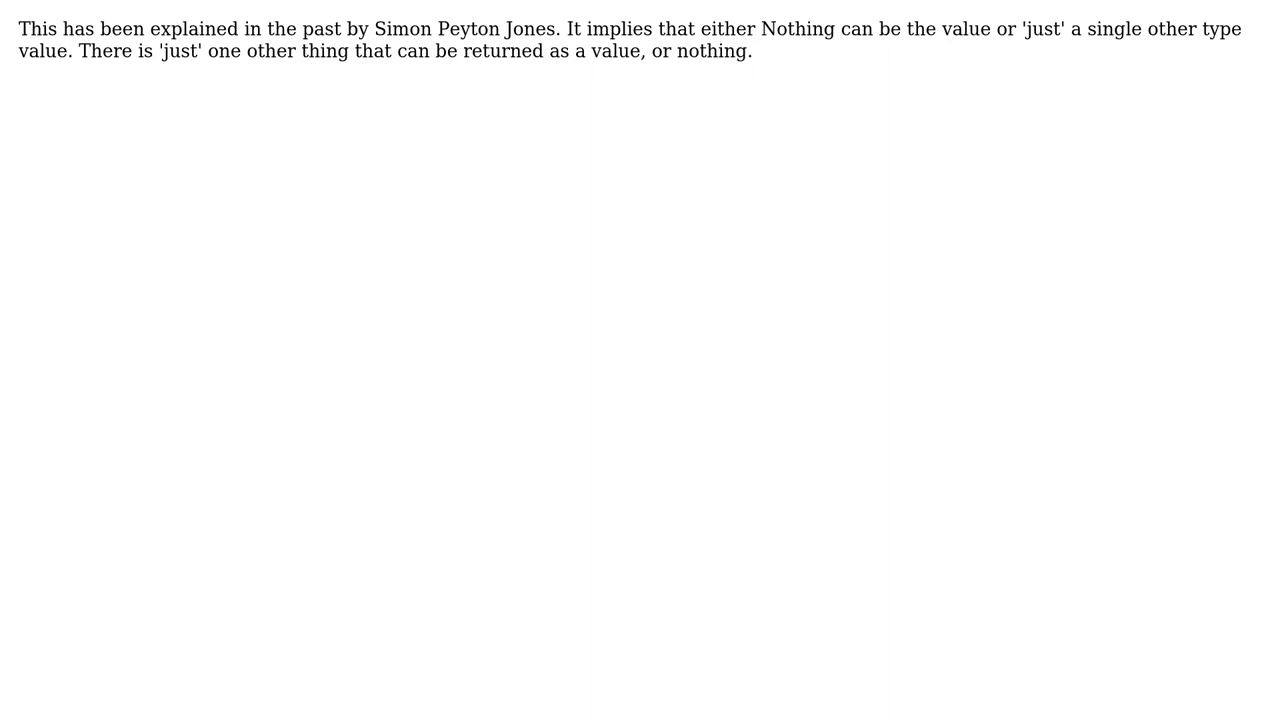 This has been explained in the past by Simon Peyton Jones. It implies that either Nothing can be the value or 'just' a single other type
value. There is 'just' one other thing that can be returned as a value, or nothing.